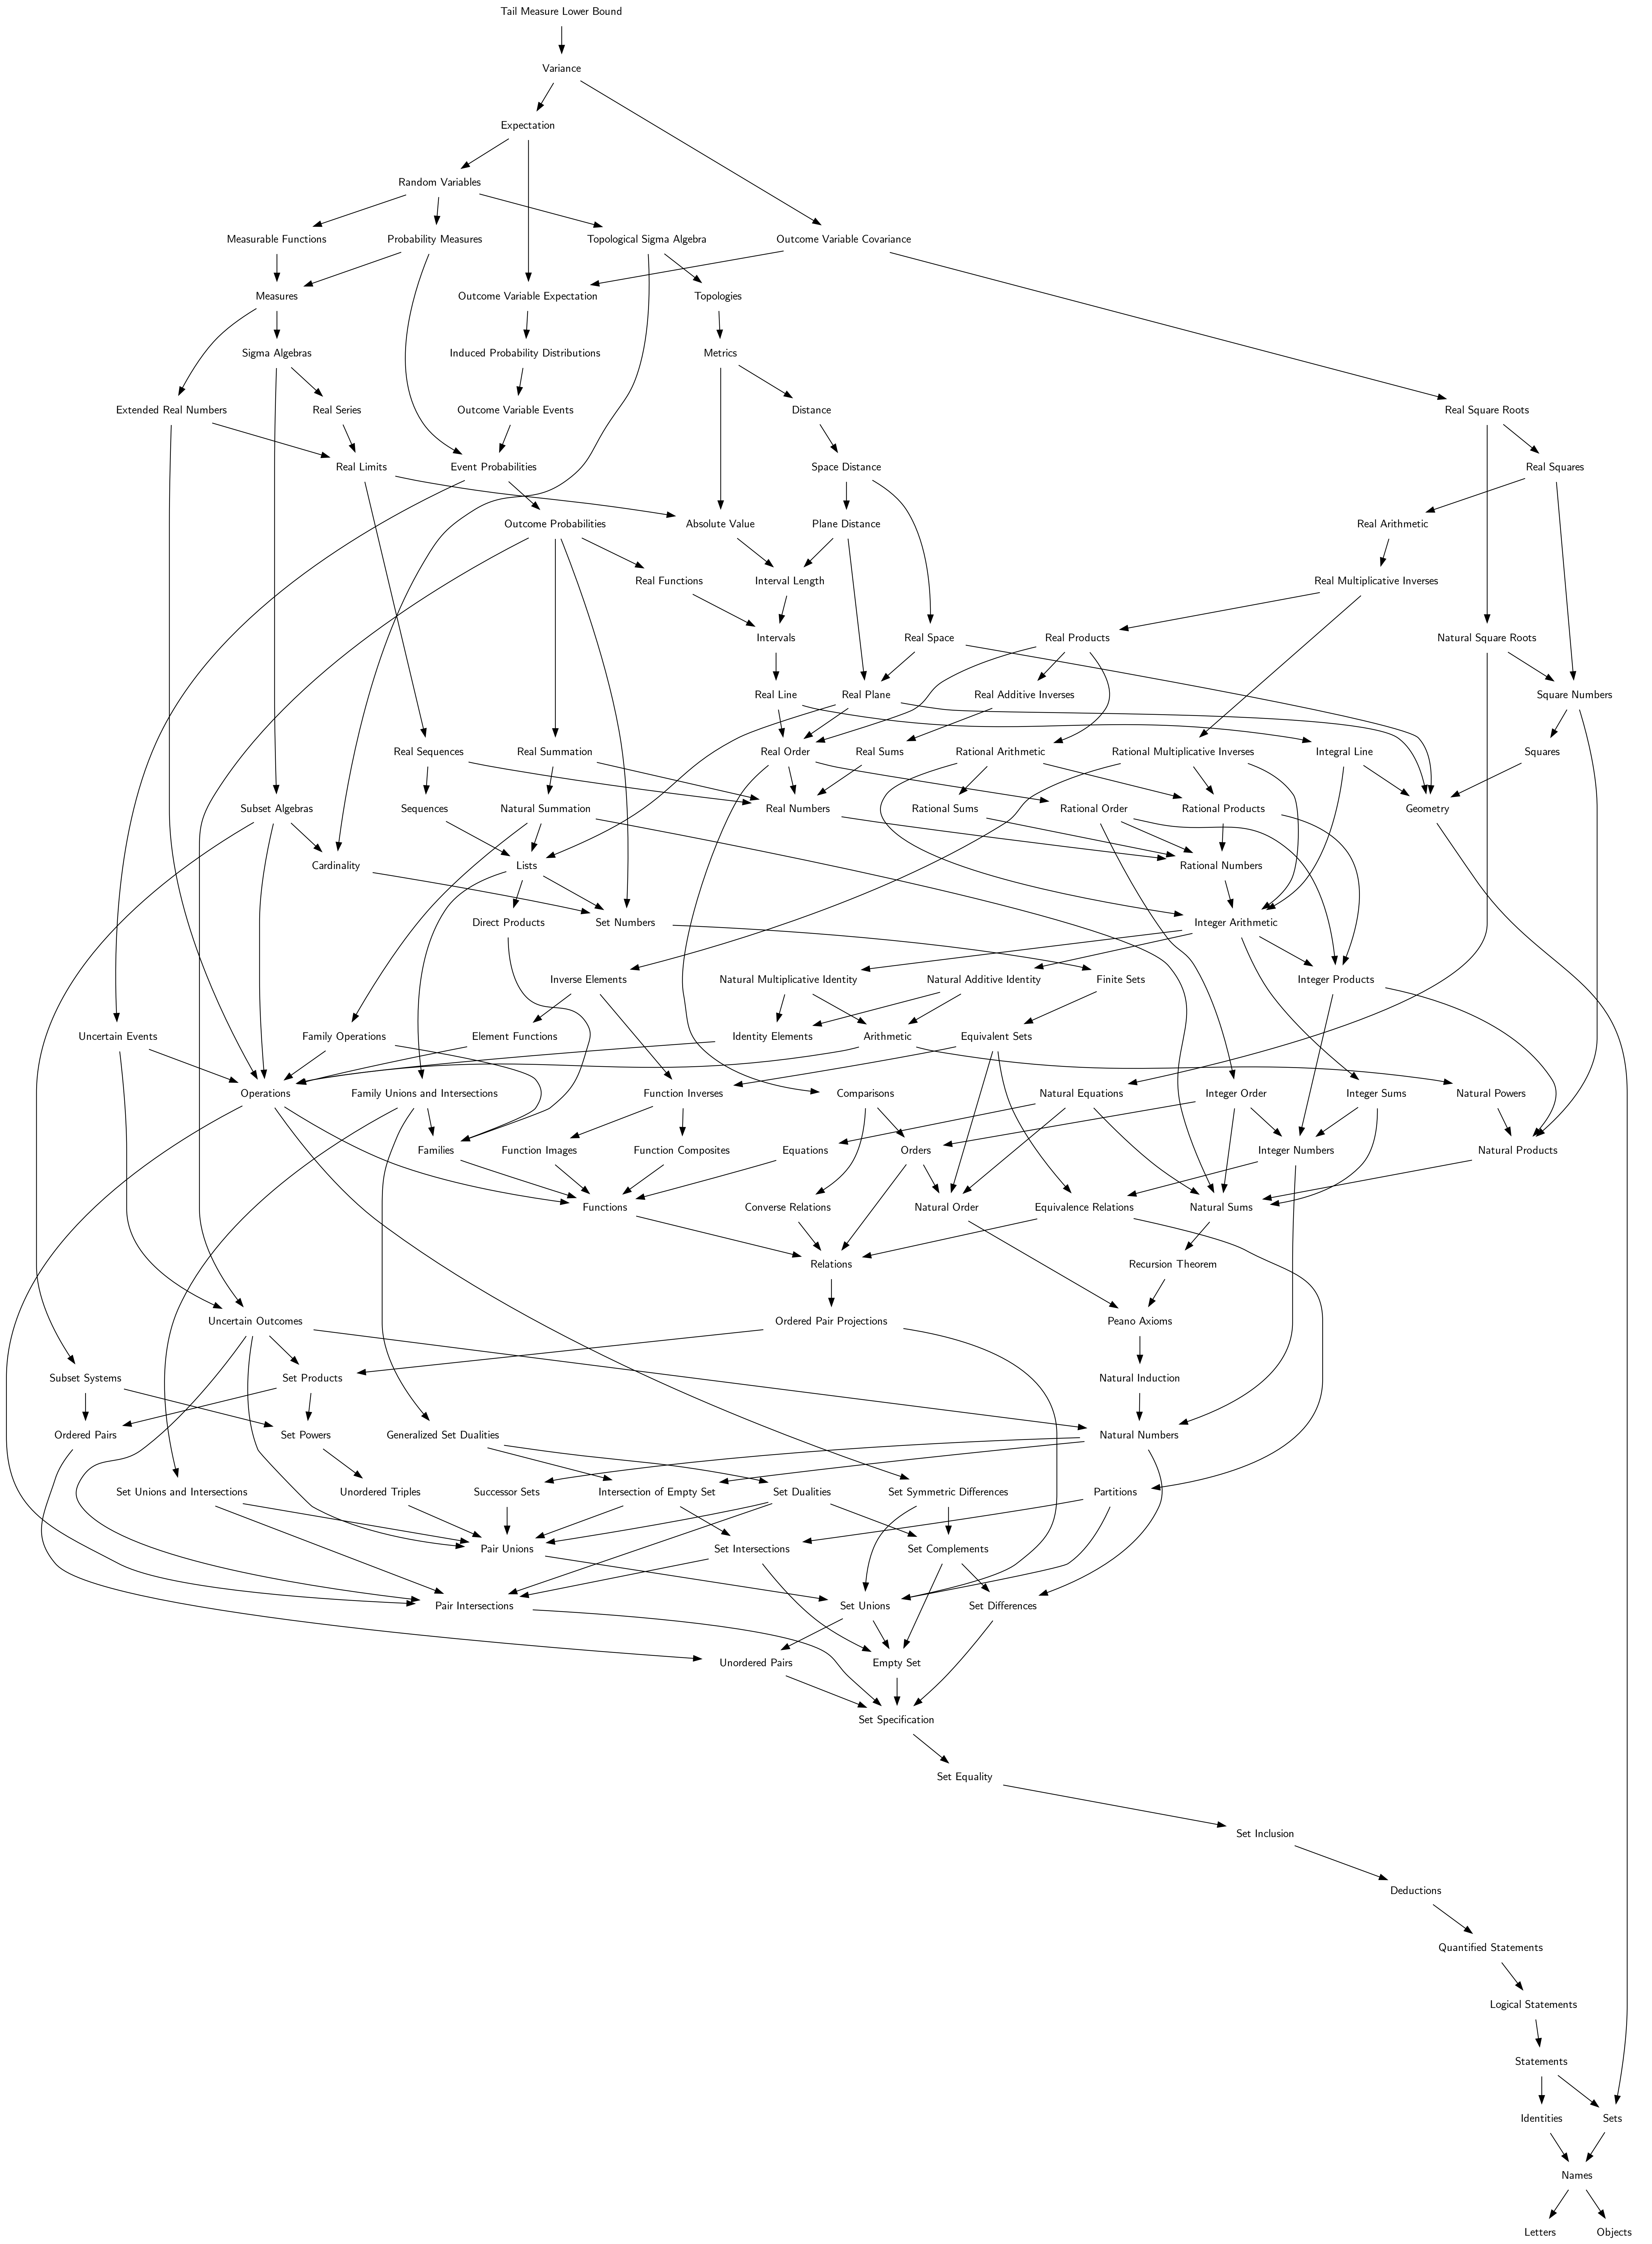 Tail Measure Lower Bound
Variance
Expectation
Random Variables
Measurable Functions
Probability Measures
Topological Sigma Algebra
Outcome Variable Covariance
Measures
Outcome Variable Expectation
Topologies
Sigma Algebras
Induced Probability Distributions
Metrics
Extended Real Numbers
Real Series
Outcome Variable Events
Distance
Real Square Roots
Real Limits
Event Probabilities
Space Distance
Real Squares
Outcome Probabilities
Absolute Value
Plane Distance
Real Arithmetic
Real Functions
Interval Length
Real Multiplicative Inverses
Intervals
Real Space
Real Products
Natural Square Roots
Real Line
Real Plane
Real Additive Inverses
Square Numbers
Real Sequences
Real Summation
Real Order
Real Sums
Rational Arithmetic
Rational Multiplicative Inverses
Integral Line
Squares
Subset Algebras
Sequences
Natural Summation
Real Numbers
Rational Sums
Rational Order
Rational Products
Geometry
Cardinality
Lists
Rational Numbers
Direct Products
Set Numbers
Integer Arithmetic
Inverse Elements
Natural Multiplicative Identity
Natural Additive Identity
Finite Sets
Integer Products
Uncertain Events
Family Operations
Element Functions
Identity Elements
Arithmetic
Equivalent Sets
Operations
Family Unions and Intersections
Function Inverses
Comparisons
Natural Equations
Integer Order
Integer Sums
Natural Powers
Families
Function Images
Function Composites
Equations
Orders
Integer Numbers
Natural Products
Functions
Converse Relations
Natural Order
Equivalence Relations
Natural Sums
Relations
Recursion Theorem
Uncertain Outcomes
Ordered Pair Projections
Peano Axioms
Subset Systems
Set Products
Natural Induction
Ordered Pairs
Set Powers
Generalized Set Dualities
Natural Numbers
Set Unions and Intersections
Unordered Triples
Successor Sets
Intersection of Empty Set
Set Dualities
Set Symmetric Differences
Partitions
Pair Unions
Set Intersections
Set Complements
Pair Intersections
Set Unions
Set Differences
Unordered Pairs
Empty Set
Set Specification
Set Equality
Set Inclusion
Deductions
Quantified Statements
Logical Statements
Statements
Identities
Sets
Names
Letters
Objects